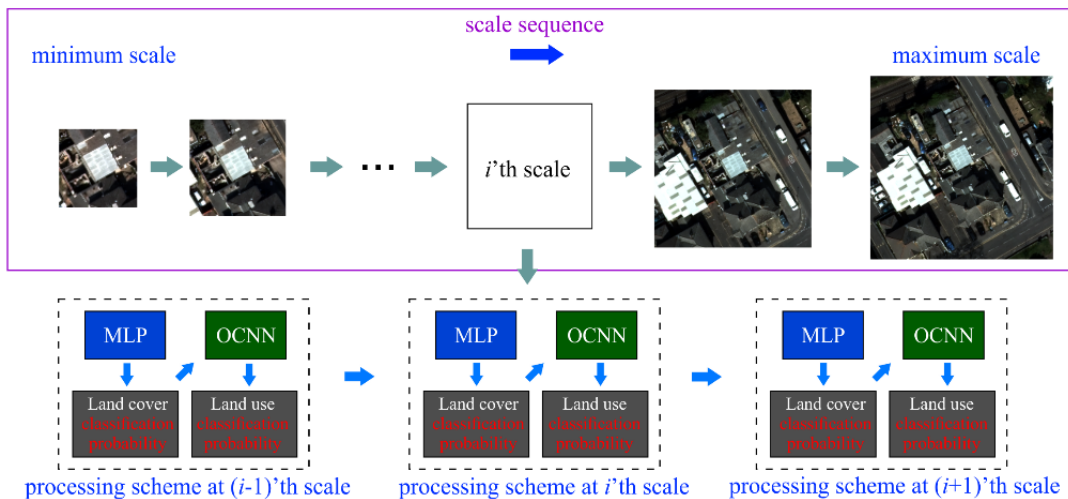 scale sequence
minimum scale
maximum scale
...
i'th scale
MLP
OCNN
Land cover
classification
probability
Land use
classification
probability
processing scheme at (i-1)'th scale
MLP
OCNN
Land cover
classification
probability
Land use
classification
probability
processing scheme at i'th scale
MLP
OCNN
Land cover
classification
probability
Land use
classification
probability
processing scheme at (i+1)'th scale